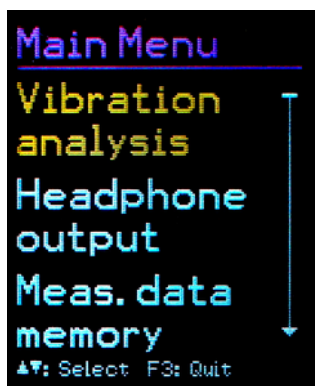 Main Menu
Vibration
analysis
Headphone
output
Meas. data
memory
▲▼: Select F3: Quit